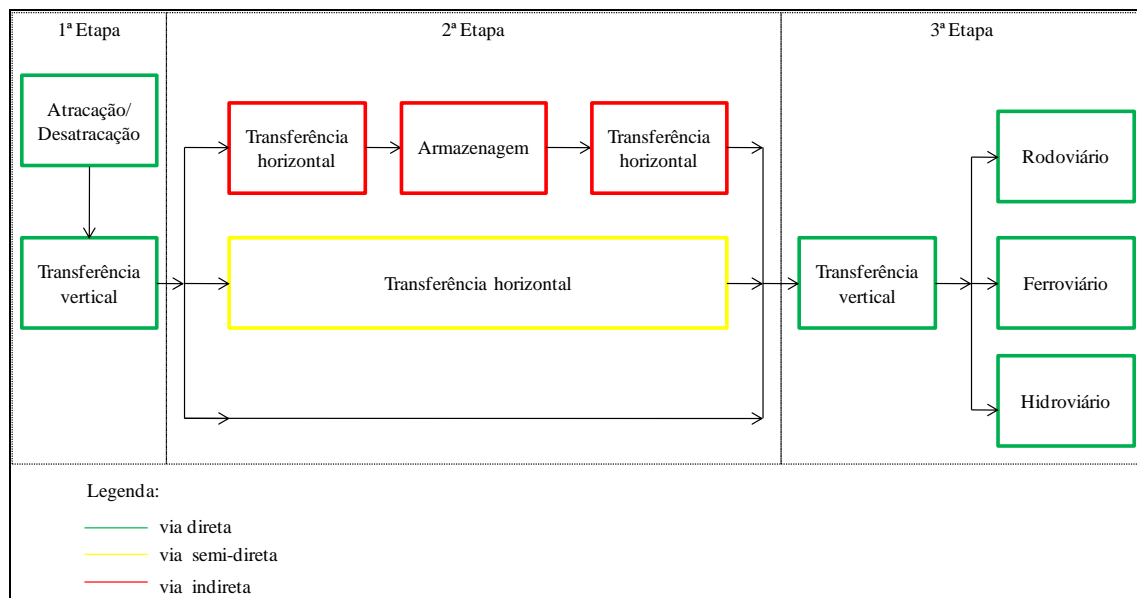 1ª Etapa
2ª Etapa
3ª Etapa
Atracação/
Desatracação
Transferência
horizontal
Armazenagem
Transferência
horizontal
Rodoviário
Transferência
vertical
Transferência horizontal
Transferência
vertical
Ferroviário
Hidroviário
Legenda:
via direta
via semi-direta
via indireta